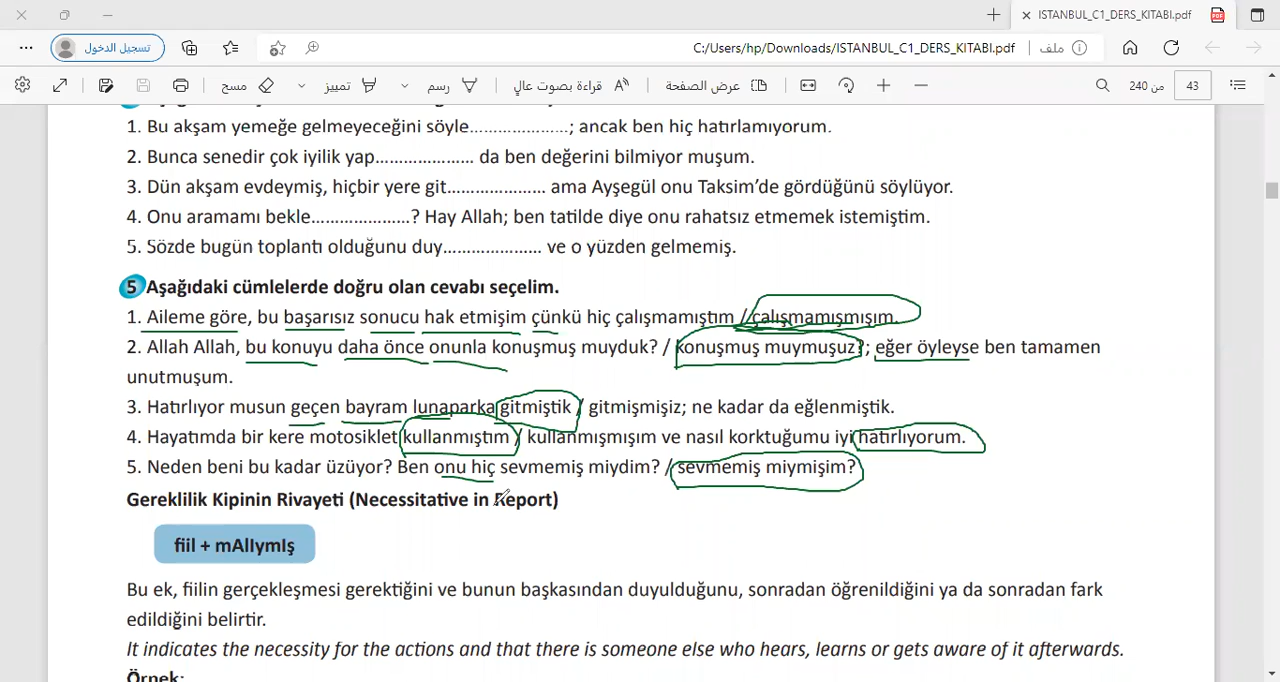 ISTANBUL_C1_DERS_KITABI.pdf
تسجيل الدخول
C:/Users/hp/Downloads/ISTANBUL_C1_DERS_KITABI.pdf
ملف
مسح
تمييز
رسم
قراءة بصوت عالٍ
عرض الصفحة
240 من
43
1. Bu akşam yemeğe gelmeyeceğini söyle…………………; ancak ben hiç hatırlamıyorum.
2. Bunca senedir çok iyilik yap………………… da ben değerini bilmiyor muşum.
3. Dün akşam evdeymiş, hiçbir yere git………………… ama Ayşegül onu Taksim’de gördüğünü söylüyor.
4. Onu aramamı bekle…………………? Hay Allah; ben tatilde diye onu rahatsız etmemek istemiştim.
5. Sözde bugün toplantı olduğunu duy………………… ve o yüzden gelmemiş.
5 Aşağıdaki cümlelerde doğru olan cevabı seçelim.
1. Aileme göre, bu başarısız sonucu hak etmişim çünkü hiç çalışmamıştım / çalışmamışmışım.
2. Allah Allah, bu konuyu daha önce onunla konuşmuş muyduk? / konuşmuş muymuşuz?; eğer öyleyse ben tamamen
unutmuşum.
3. Hatırlıyor musun geçen bayram lunaparka gitmiştik / gitmişmişiz; ne kadar da eğlenmiştik.
4. Hayatımda bir kere motosiklet kullanmıştım / kullanmışmışım ve nasıl korktuğumu iyi hatırlıyorum.
5. Neden beni bu kadar üzüyor? Ben onu hiç sevmemiş miydim? / sevmemiş miymişim?
Gereklilik Kipinin Rivayeti (Necessitative in Report)
fiil + mAlIymIş
Bu ek, fiilin gerçekleşmesi gerektiğini ve bunun başkasından duyulduğunu, sonradan öğrenildiğini ya da sonradan fark
edildiğini belirtir.
It indicates the necessity for the actions and that there is someone else who hears, learns or gets aware of it afterwards.
Örnek: